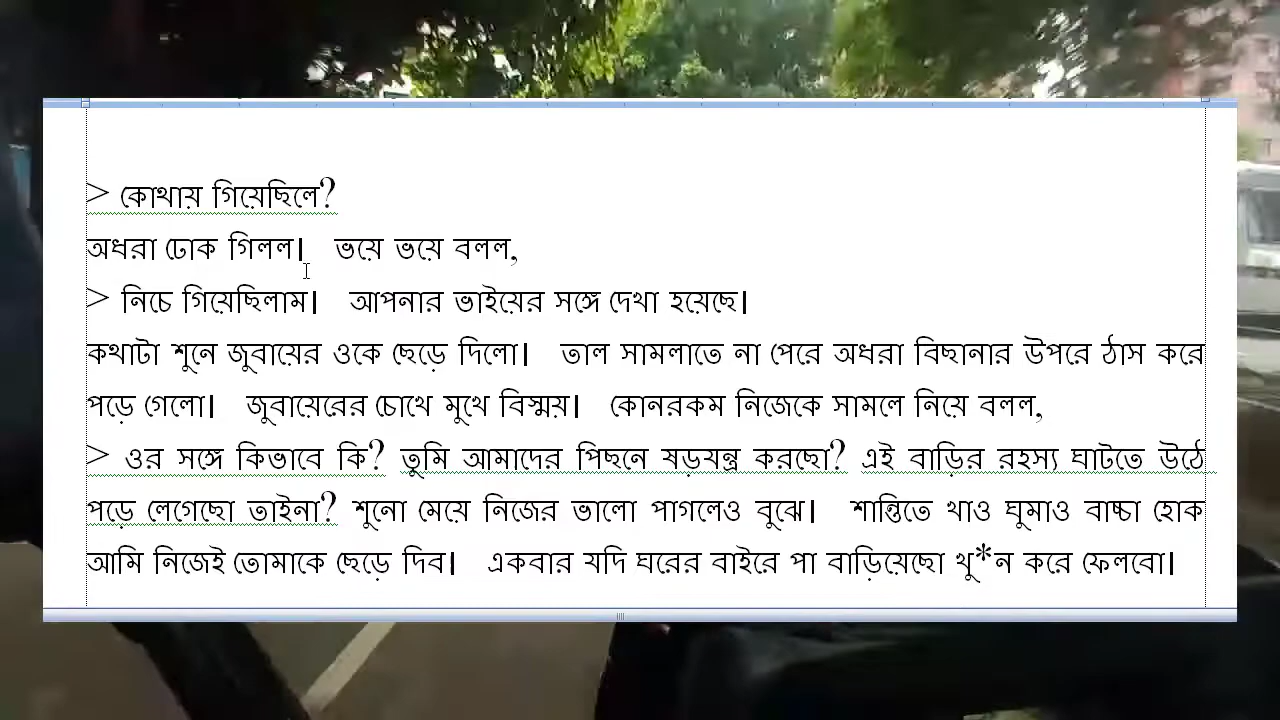 > কোথায় গিয়েছিলে?
অধরা ঢোক গিলল। ভয়ে ভয়ে বলল,
> নিচে গিয়েছিলাম। আপনার ভাইয়ের সঙ্গে দেখা হয়েছে।
কথাটা শুনে জুবায়ের ওকে ছেড়ে দিলো। তাল সামলাতে না পেরে অধরা বিছানার উপরে ঠাস করে
পড়ে গেলো। জুবায়েরের চোখে মুখে বিস্ময়। কোনরকম নিজেকে সামলে নিয়ে বলল,
> ওর সঙ্গে কিভাবে কি? তুমি আমাদের পিছনে ষড়যন্ত্র করছো? এই বাড়ির রহস্য ঘাটতে উঠে
পড়ে লেগেছো তাইনা? শুনো মেয়ে নিজের ভালো পাগলেও বুঝে। শান্তিতে খাও ঘুমাও বাচ্চা হোক
আমি নিজেই তোমাকে ছেড়ে দিব। একবার যদি ঘরের বাইরে পা বাড়িয়েছো খু*ন করে ফেলবো।